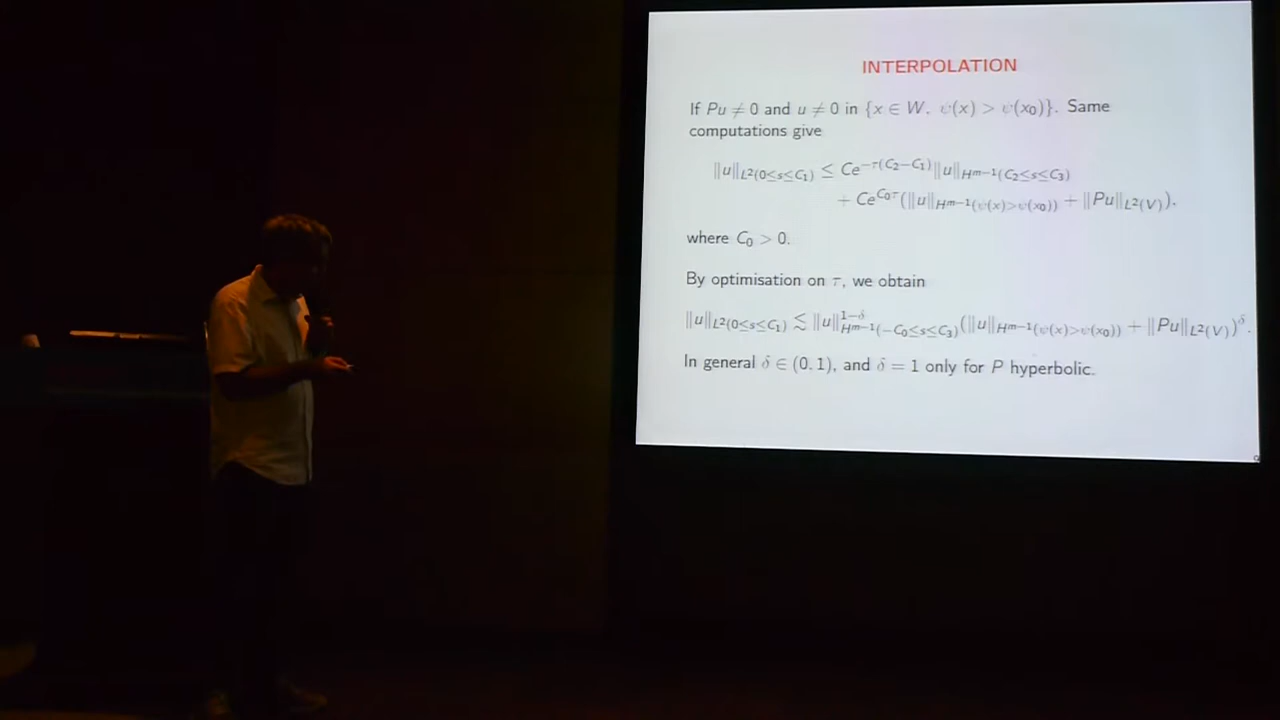 INTERPOLATION
If Pu ≠ 0 and u ≠ 0 in {x ∈ W, ψ(x) > ψ(x₀)}. Same
computations give
‖u‖_{L²(0≤s≤C₁)} ≤ Ce^{−τ(C₂−C₁)}‖u‖_{H^{m−1}(C₂≤s≤C₃)}
+ Ce^{C₀τ}(‖u‖_{H^{m−1}(ψ(x)>ψ(x₀))} + ‖Pu‖_{L²(V)}).
where C₀ > 0.
By optimisation on τ, we obtain
‖u‖_{L²(0≤s≤C₁)} ≲ ‖u‖^{1−δ}_{H^{m−1}(−C₀≤s≤C₃)}(‖u‖_{H^{m−1}(ψ(x)>ψ(x₀))} + ‖Pu‖_{L²(V)})^δ.
In general δ ∈ (0, 1), and δ = 1 only for P hyperbolic.